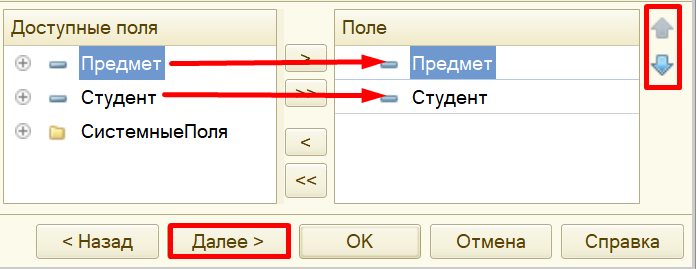 Доступные поля
Поле
Предмет
>
Предмет
Студент
>>
Студент
СистемныеПоля
<
<<
< Назад
Далее >
OK
Отмена
Справка